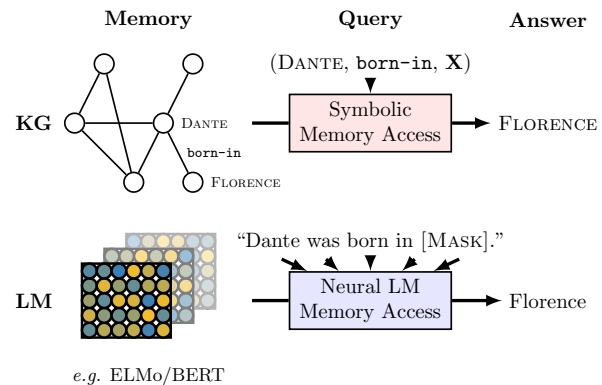 Memory Query Answer
(DANTE, born-in, X)
KG DANTE Symbolic Memory Access FLORENCE
born-in
FLORENCE
“Dante was born in [MASK].”
LM Neural LM Memory Access Florence
e.g. ELMo/BERT